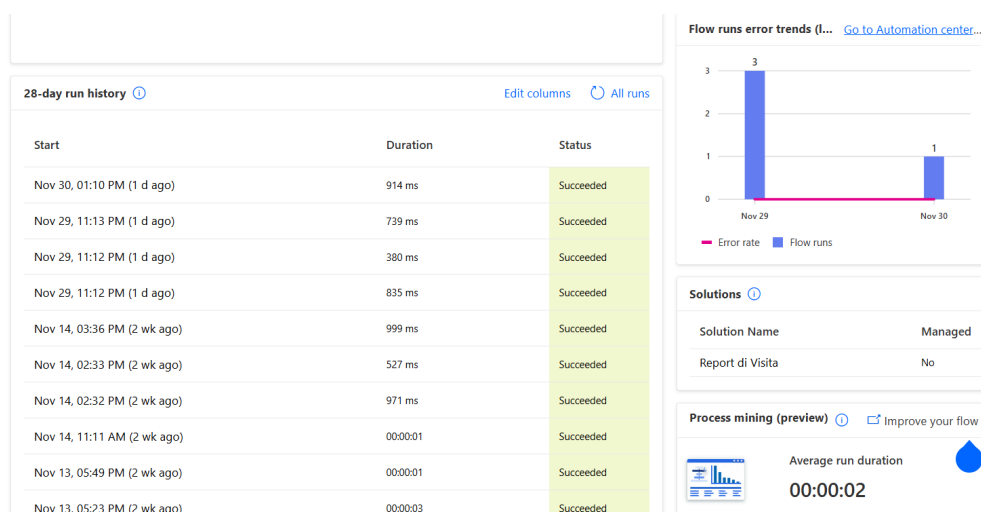 28-day run history
Edit columns
All runs
Start Duration Status
Nov 30, 01:10 PM (1 d ago) 914 ms Succeeded
Nov 29, 11:13 PM (1 d ago) 739 ms Succeeded
Nov 29, 11:12 PM (1 d ago) 380 ms Succeeded
Nov 29, 11:12 PM (1 d ago) 835 ms Succeeded
Nov 14, 03:36 PM (2 wk ago) 999 ms Succeeded
Nov 14, 02:33 PM (2 wk ago) 527 ms Succeeded
Nov 14, 02:32 PM (2 wk ago) 971 ms Succeeded
Nov 14, 11:11 AM (2 wk ago) 00:00:01 Succeeded
Nov 13, 05:49 PM (2 wk ago) 00:00:01 Succeeded
Nov 13, 05:23 PM (2 wk ago) 00:00:03 Succeeded
Flow runs error trends (l... Go to Automation center...
3
3
2
1
1
0
Nov 29 Nov 30
Error rate Flow runs
Solutions
Solution Name Managed
Report di Visita No
Process mining (preview) Improve your flow
Average run duration
00:00:02